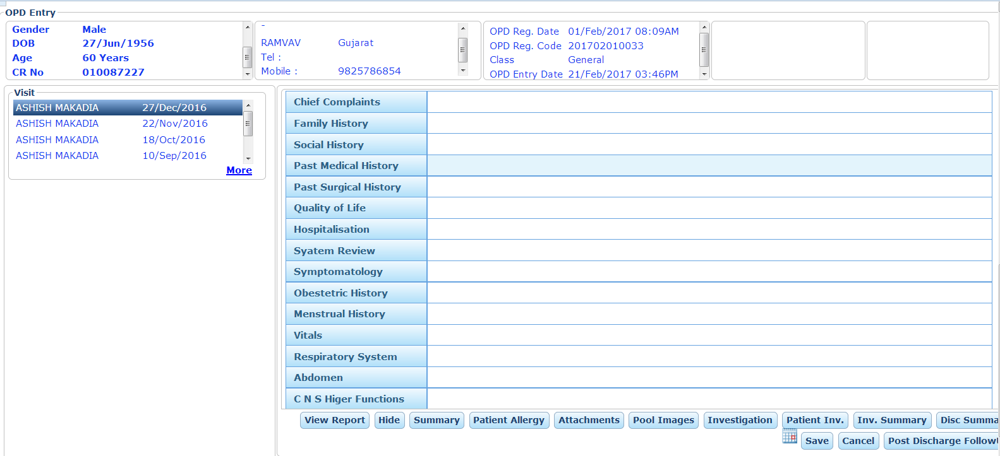 OPD Entry
Gender Male
DOB 27/Jun/1956
Age 60 Years
CR No 010087227
-
RAMVAV Gujarat
Tel :
Mobile : 9825786854
OPD Reg. Date 01/Feb/2017 08:09AM
OPD Reg. Code 201702010033
Class General
OPD Entry Date 21/Feb/2017 03:46PM
Visit
ASHISH MAKADIA 27/Dec/2016
ASHISH MAKADIA 22/Nov/2016
ASHISH MAKADIA 18/Oct/2016
ASHISH MAKADIA 10/Sep/2016
More
Chief Complaints
Family History
Social History
Past Medical History
Past Surgical History
Quality of Life
Hospitalisation
Syatem Review
Symptomatology
Obestetric History
Menstrual History
Vitals
Respiratory System
Abdomen
C N S Higer Functions
View Report Hide Summary Patient Allergy Attachments Pool Images Investigation Patient Inv. Inv. Summary Disc Summa
Save Cancel Post Discharge Follow